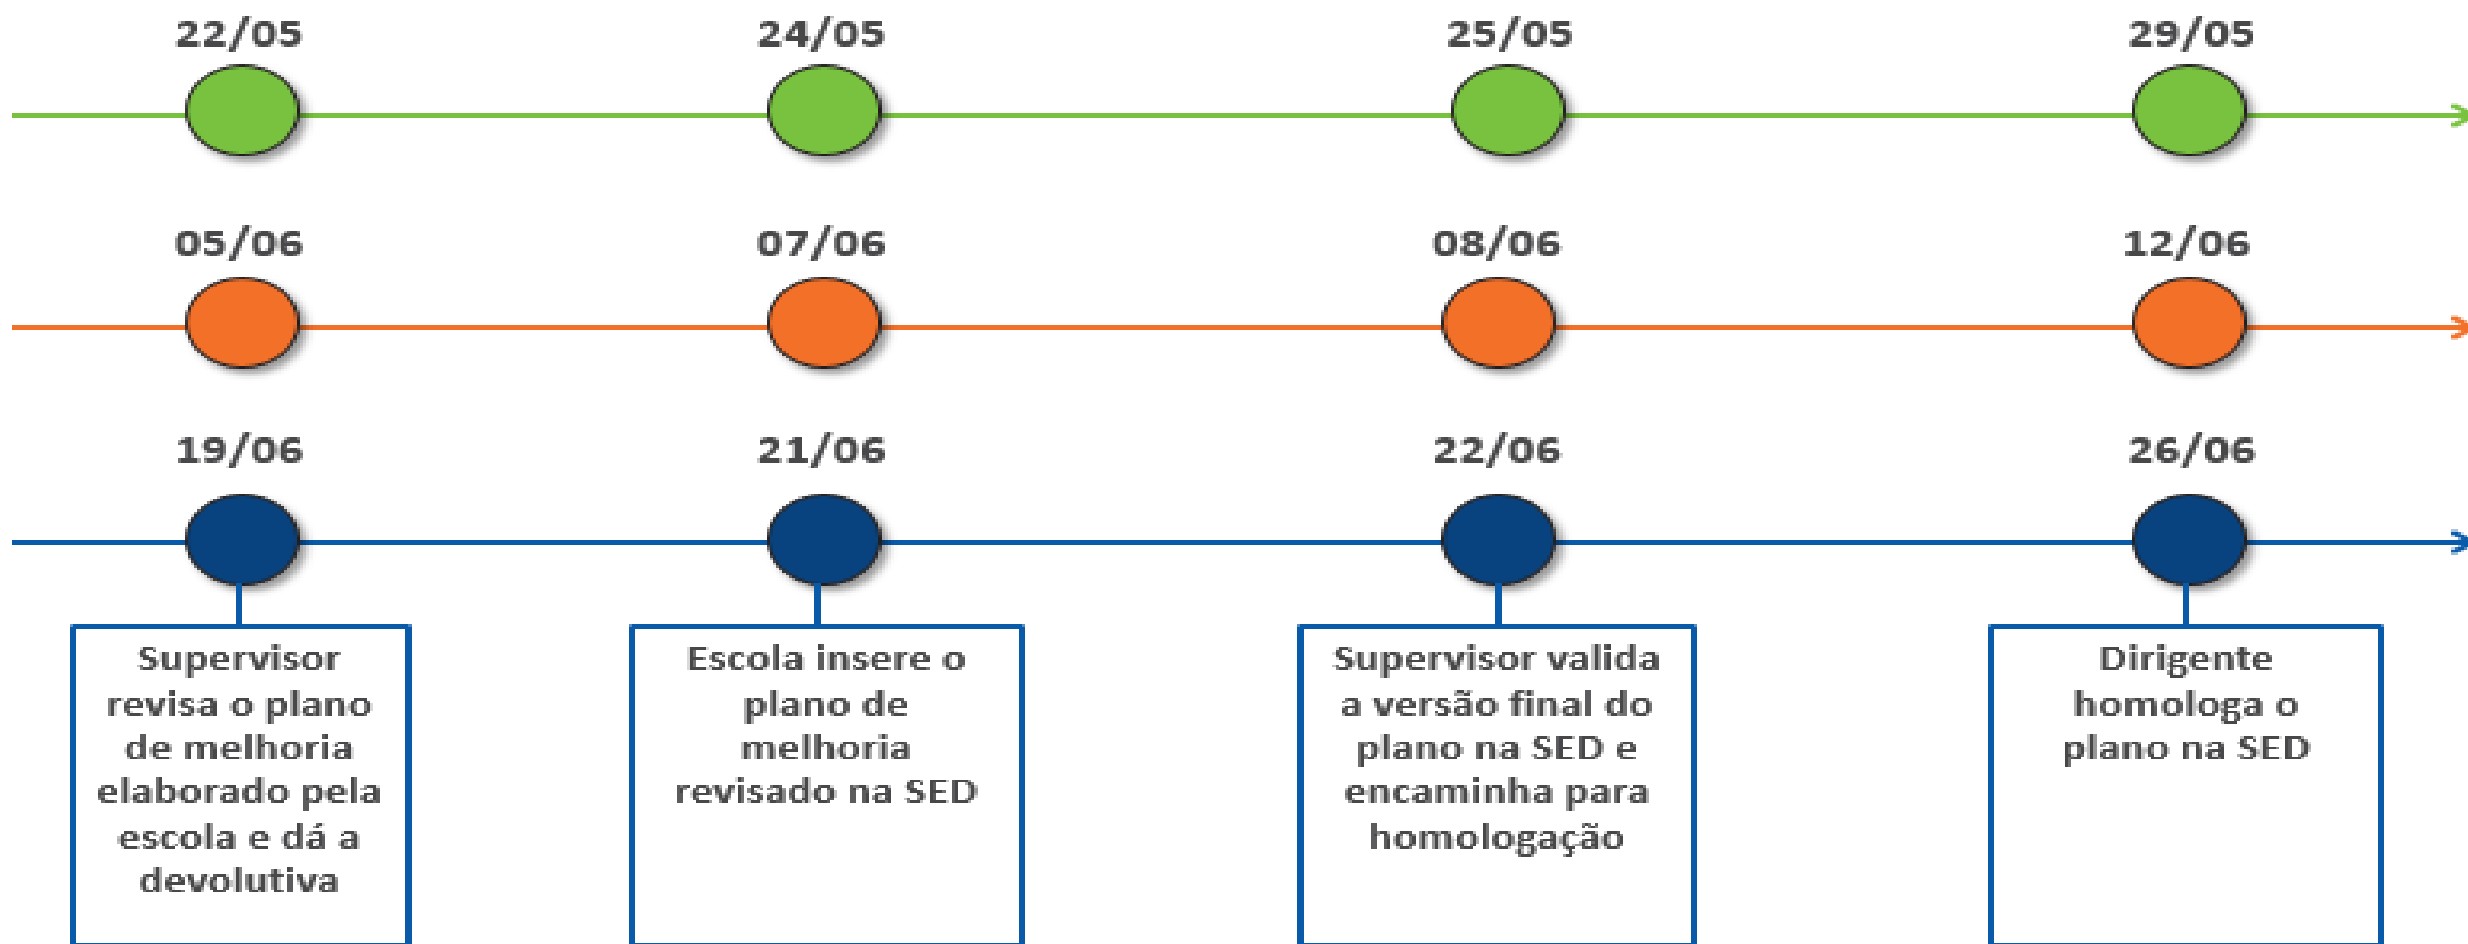 22/05
24/05
25/05
29/05
05/06
07/06
08/06
12/06
19/06
21/06
22/06
26/06
Supervisor
revisa o plano
de melhoria
elaborado pela
escola e dá a
devolutiva
Escola insere o
plano de
melhoria
revisado na SED
Supervisor valida
a versão final do
plano na SED e
encaminha para
homologação
Dirigente
homologa o
plano na SED